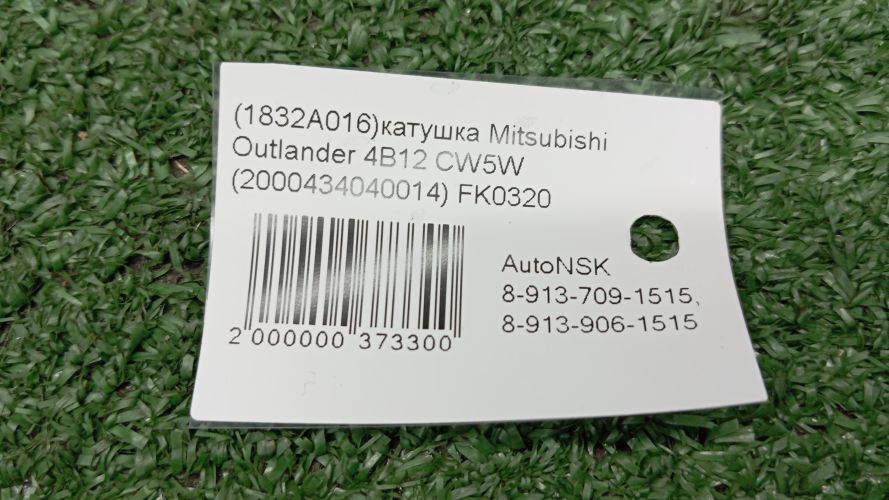 (1832A016)катушка Mitsubishi
Outlander 4B12 CW5W
(2000434040014) FK0320
2 000000 373300
AutoNSK
8-913-709-1515,
8-913-906-1515